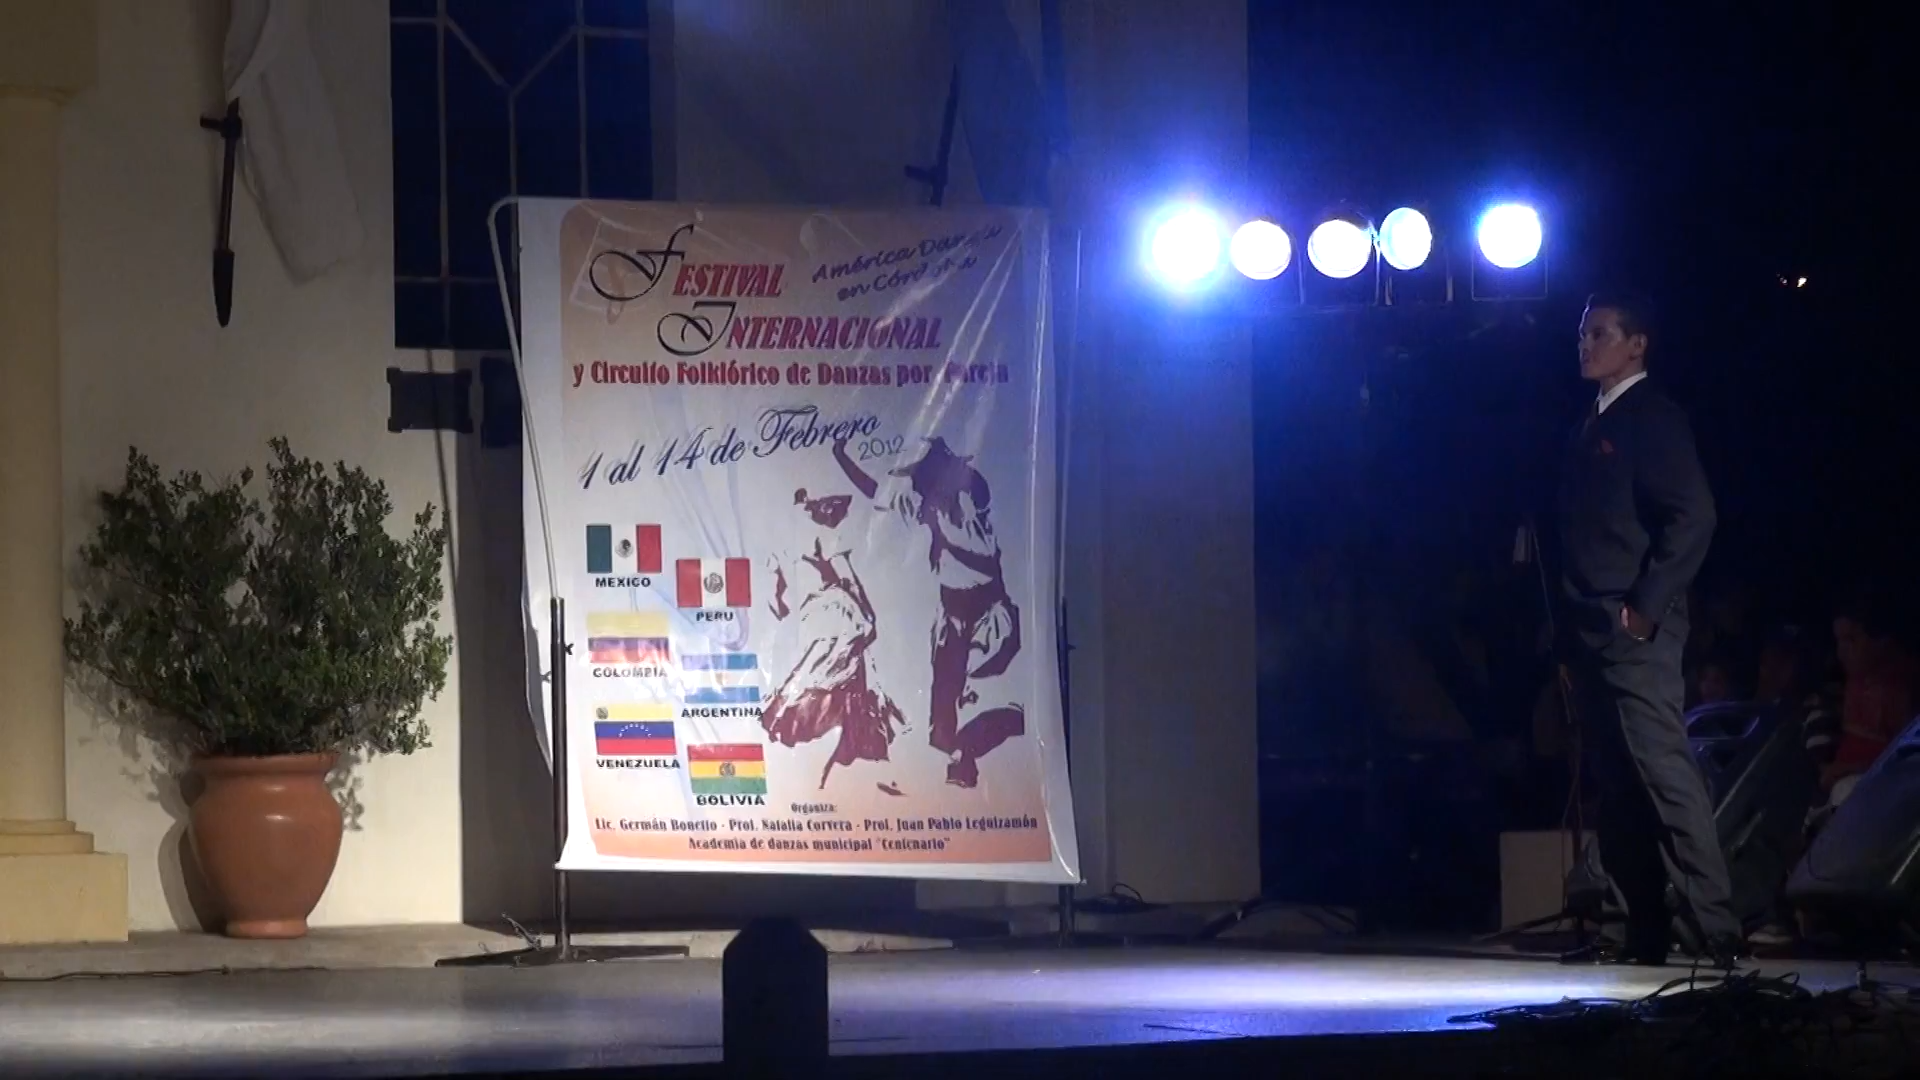 FESTIVAL
INTERNACIONAL
América Danza
en Córdoba
y Circuito Folklórico de Danzas por Pareja
1 al 14 de Febrero
2012
MEXICO
PERU
COLOMBIA
ARGENTINA
VENEZUELA
BOLIVIA
Organiza:
Lic. Germán Bonetto - Prof. Natalia Corvera - Prof. Juan Pablo Leguizamón
Academia de danzas municipal "Centenario"